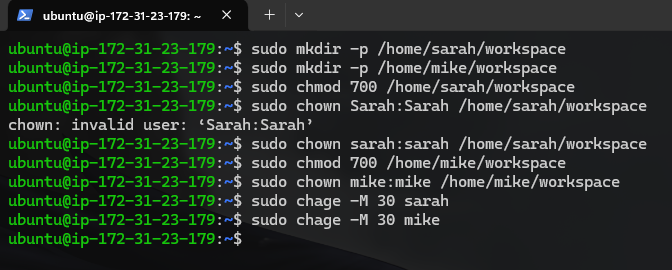 ubuntu@ip-172-31-23-179: ~
ubuntu@ip-172-31-23-179:~$ sudo mkdir -p /home/sarah/workspace
ubuntu@ip-172-31-23-179:~$ sudo mkdir -p /home/mike/workspace
ubuntu@ip-172-31-23-179:~$ sudo chmod 700 /home/sarah/workspace
ubuntu@ip-172-31-23-179:~$ sudo chown Sarah:Sarah /home/sarah/workspace
chown: invalid user: ‘Sarah:Sarah’
ubuntu@ip-172-31-23-179:~$ sudo chown sarah:sarah /home/sarah/workspace
ubuntu@ip-172-31-23-179:~$ sudo chmod 700 /home/mike/workspace
ubuntu@ip-172-31-23-179:~$ sudo chown mike:mike /home/mike/workspace
ubuntu@ip-172-31-23-179:~$ sudo chage -M 30 sarah
ubuntu@ip-172-31-23-179:~$ sudo chage -M 30 mike
ubuntu@ip-172-31-23-179:~$